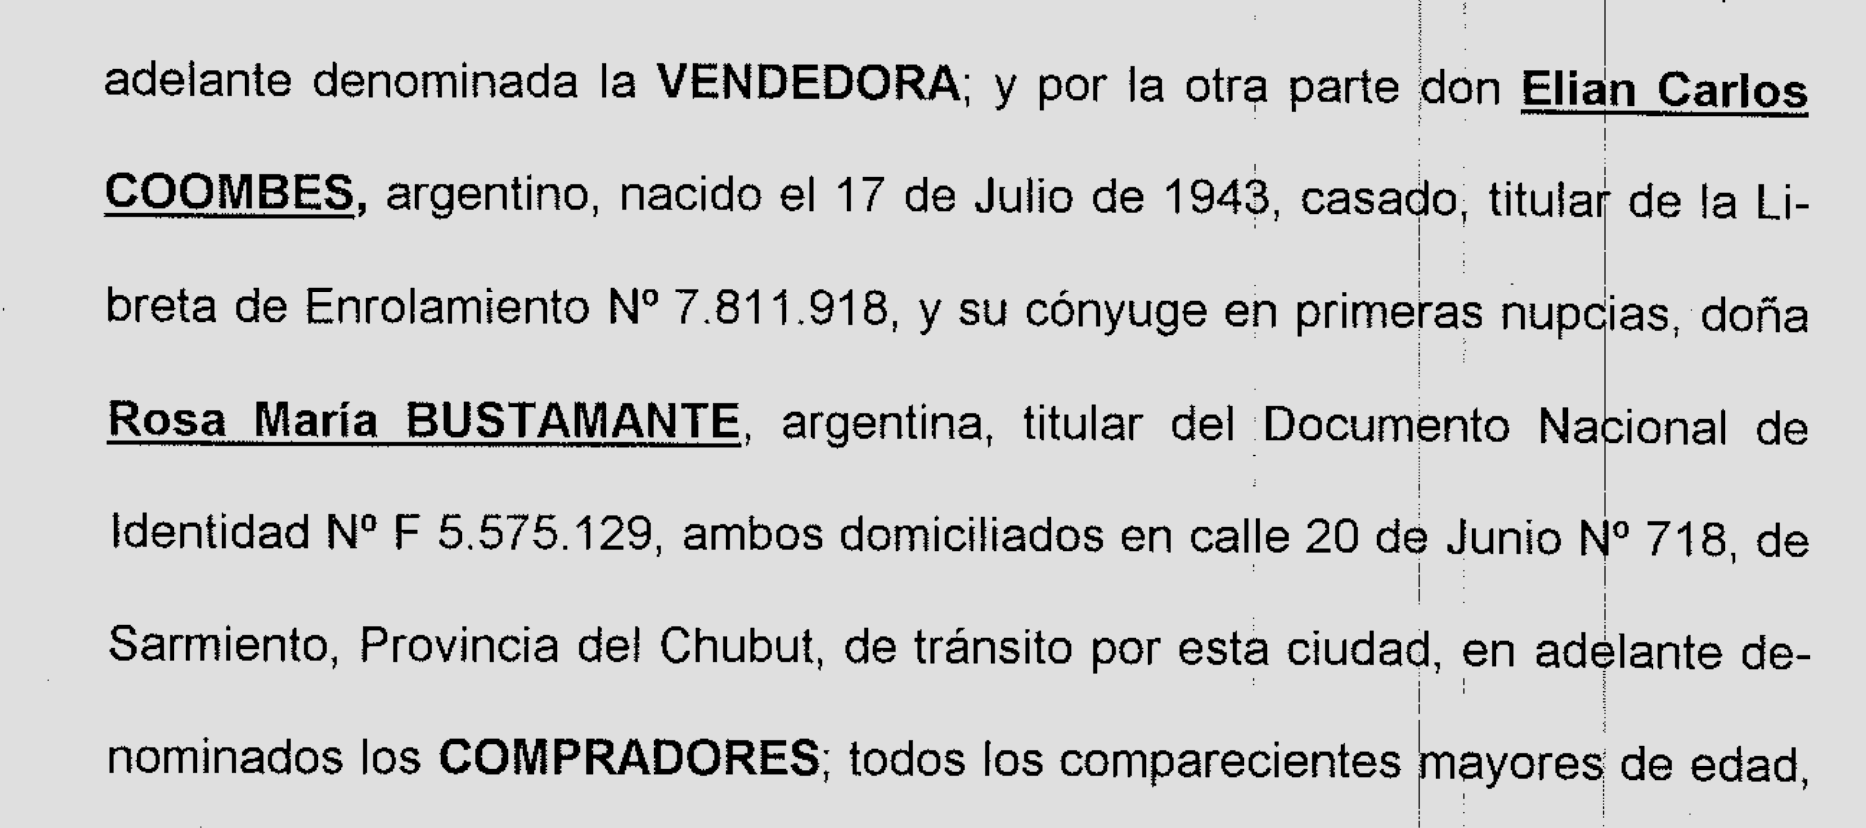 adelante denominada la VENDEDORA; y por la otra parte don Elian Carlos
COOMBES, argentino, nacido el 17 de Julio de 1943, casado, titular de la Li-
breta de Enrolamiento Nº 7.811.918, y su cónyuge en primeras nupcias, doña
Rosa María BUSTAMANTE, argentina, titular del Documento Nacional de
Identidad Nº F 5.575.129, ambos domiciliados en calle 20 de Junio Nº 718, de
Sarmiento, Provincia del Chubut, de tránsito por esta ciudad, en adelante de-
nominados los COMPRADORES; todos los comparecientes mayores de edad,